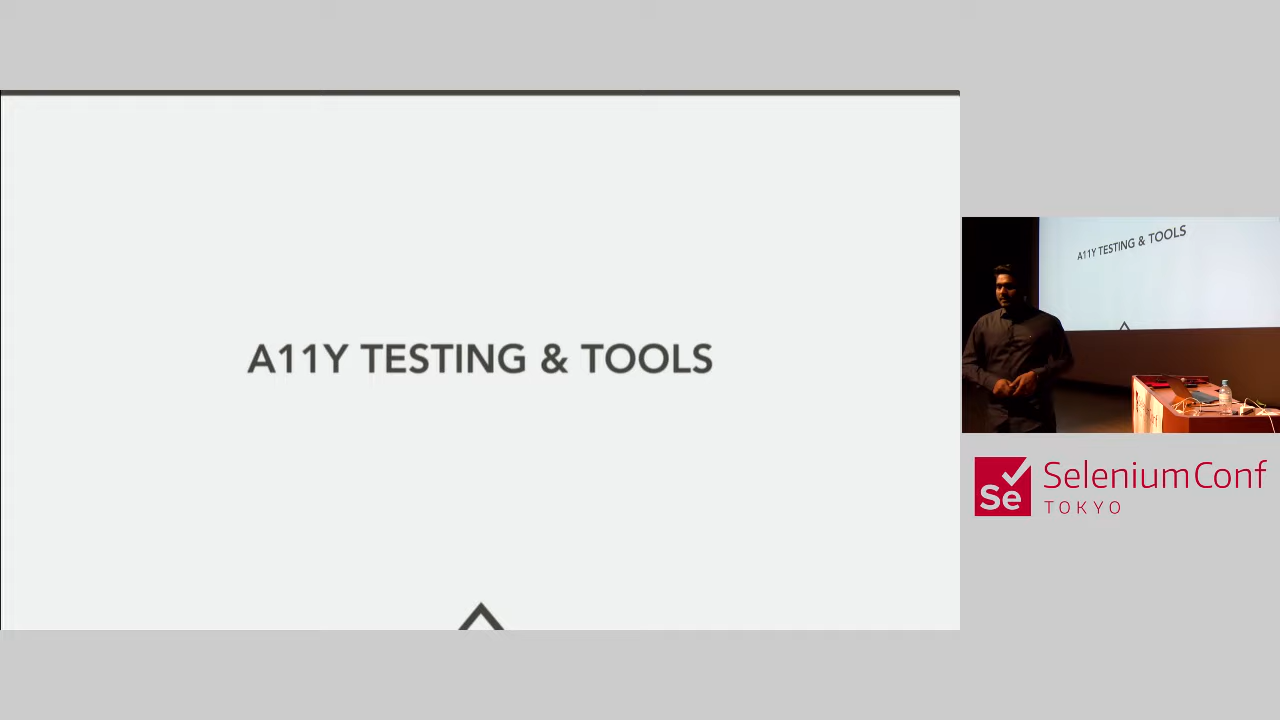 A11Y TESTING & TOOLS
A11Y TESTING & TOOLS
Se
SeleniumConf
TOKYO